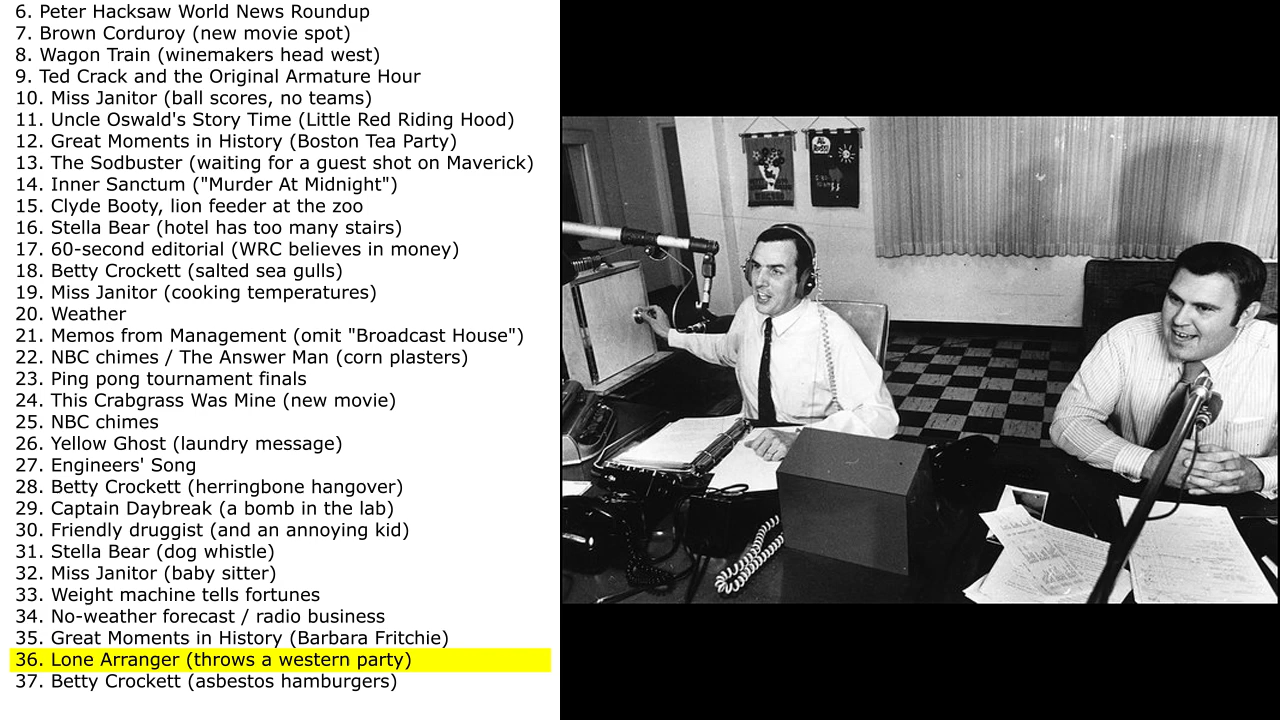 6. Peter Hacksaw World News Roundup
7. Brown Corduroy (new movie spot)
8. Wagon Train (winemakers head west)
9. Ted Crack and the Original Armature Hour
10. Miss Janitor (ball scores, no teams)
11. Uncle Oswald's Story Time (Little Red Riding Hood)
12. Great Moments in History (Boston Tea Party)
13. The Sodbuster (waiting for a guest shot on Maverick)
14. Inner Sanctum ("Murder At Midnight")
15. Clyde Booty, lion feeder at the zoo
16. Stella Bear (hotel has too many stairs)
17. 60-second editorial (WRC believes in money)
18. Betty Crockett (salted sea gulls)
19. Miss Janitor (cooking temperatures)
20. Weather
21. Memos from Management (omit "Broadcast House")
22. NBC chimes / The Answer Man (corn plasters)
23. Ping pong tournament finals
24. This Crabgrass Was Mine (new movie)
25. NBC chimes
26. Yellow Ghost (laundry message)
27. Engineers' Song
28. Betty Crockett (herringbone hangover)
29. Captain Daybreak (a bomb in the lab)
30. Friendly druggist (and an annoying kid)
31. Stella Bear (dog whistle)
32. Miss Janitor (baby sitter)
33. Weight machine tells fortunes
34. No-weather forecast / radio business
35. Great Moments in History (Barbara Fritchie)
36. Lone Arranger (throws a western party)
37. Betty Crockett (asbestos hamburgers)